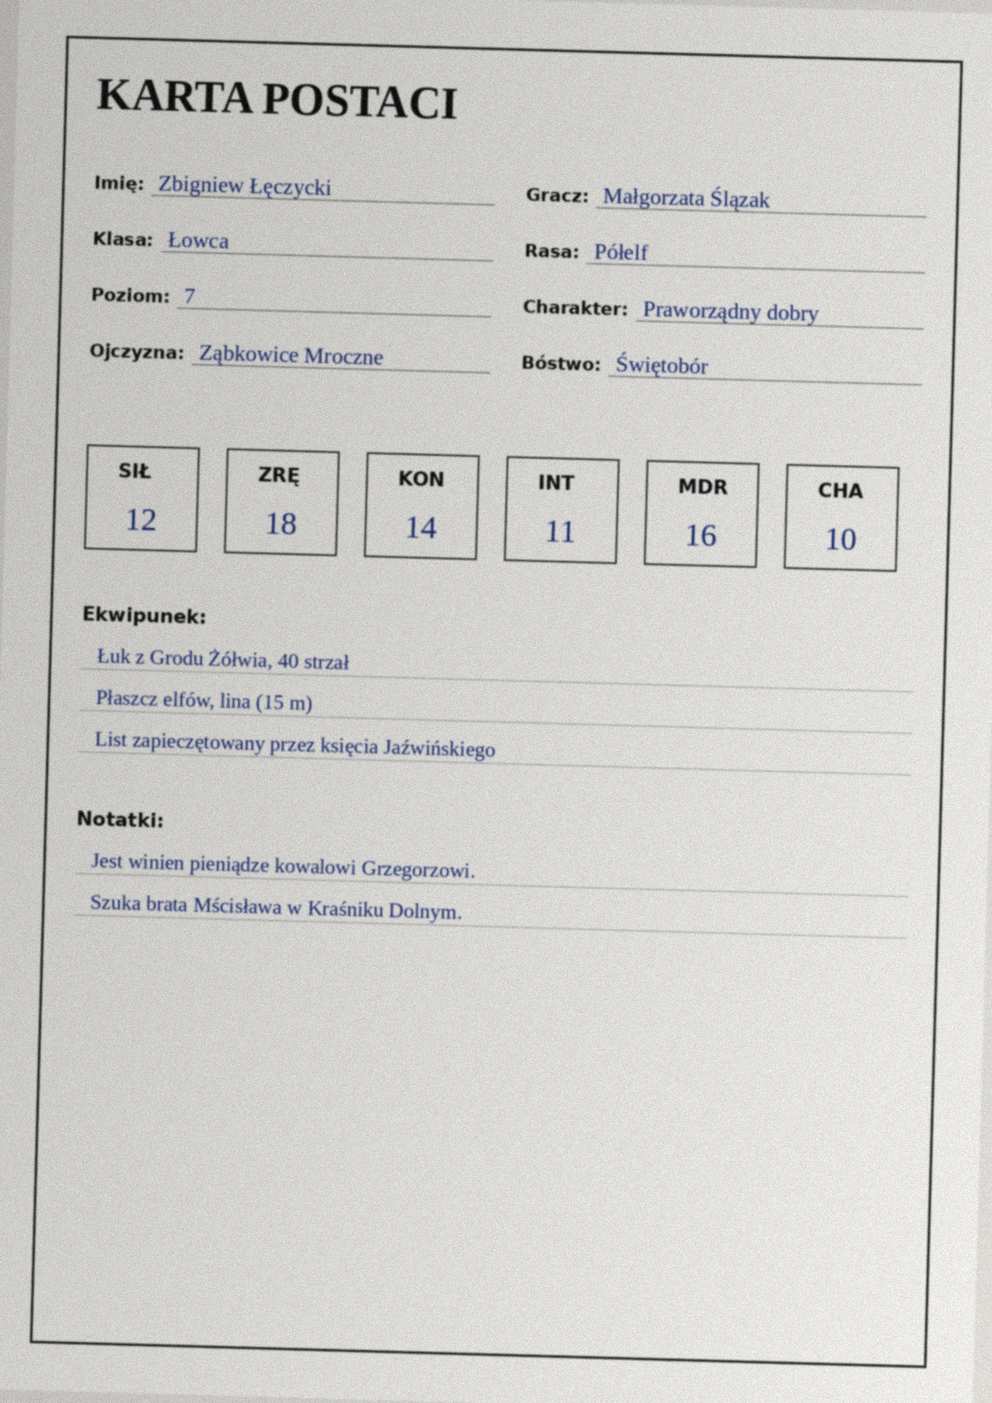 KARTA POSTACI
Imię: Zbigniew Łęczycki
Gracz: Małgorzata Ślązak
Klasa: Łowca
Rasa: Półelf
Poziom: 7
Charakter: Praworządny dobry
Ojczyzna: Ząbkowice Mroczne
Bóstwo: Świętobór
SIŁ ZRĘ KON INT MDR CHA
12 18 14 11 16 10
Ekwipunek:
Łuk z Grodu Żółwia, 40 strzał
Płaszcz elfów, lina (15 m)
List zapieczętowany przez księcia Jaźwińskiego
Notatki:
Jest winien pieniądze kowalowi Grzegorzowi.
Szuka brata Mścisława w Kraśniku Dolnym.